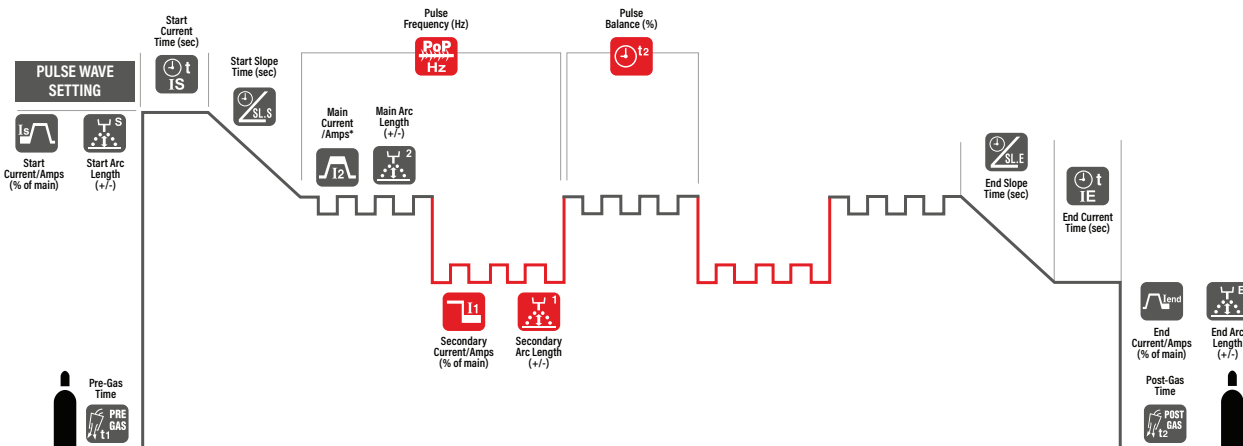 PULSE WAVE
SETTING
Is
Start
Current/Amps
(% of main)
S
Start Arc
Length
(+/-)
Start
Current
Time (sec)
t
IS
Start Slope
Time (sec)
SL.S
Pulse
Frequency (Hz)
PoP
Hz
Main
Current
/Amps*
I2
Main Arc
Length
(+/-)
2
Pulse
Balance (%)
t2
I1
Secondary
Current/Amps
(% of main)
1
Secondary
Arc Length
(+/-)
SL.E
End Slope
Time (sec)
t
IE
End Current
Time (sec)
Iend
End
Current/Amps
(% of main)
E
End Arc
Length
(+/-)
Pre-Gas
Time
PRE
GAS
t1
Post-Gas
Time
POST
GAS
t2